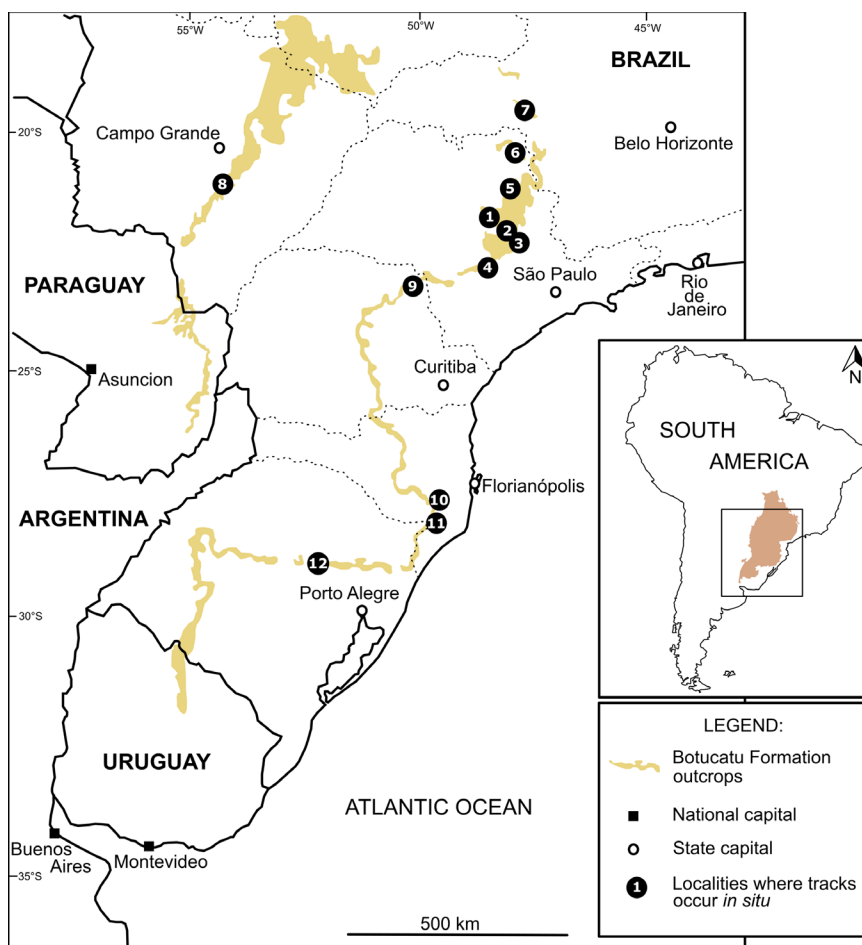 55°W
50°W
45°W
BRAZIL
7
20°S
Campo Grande
Belo Horizonte
6
8
5
1
2
3
4
São Paulo
PARAGUAY
9
Rio
de
Janeiro
25°S
Asuncion
Curitiba
N
SOUTH
AMERICA
10
Florianópolis
ARGENTINA
11
12
Porto Alegre
30°S
URUGUAY
ATLANTIC OCEAN
Buenos
Aires
Montevideo
35°S
500 km
LEGEND:
Botucatu Formation
outcrops
National capital
State capital
1
Localities where tracks
occur in situ